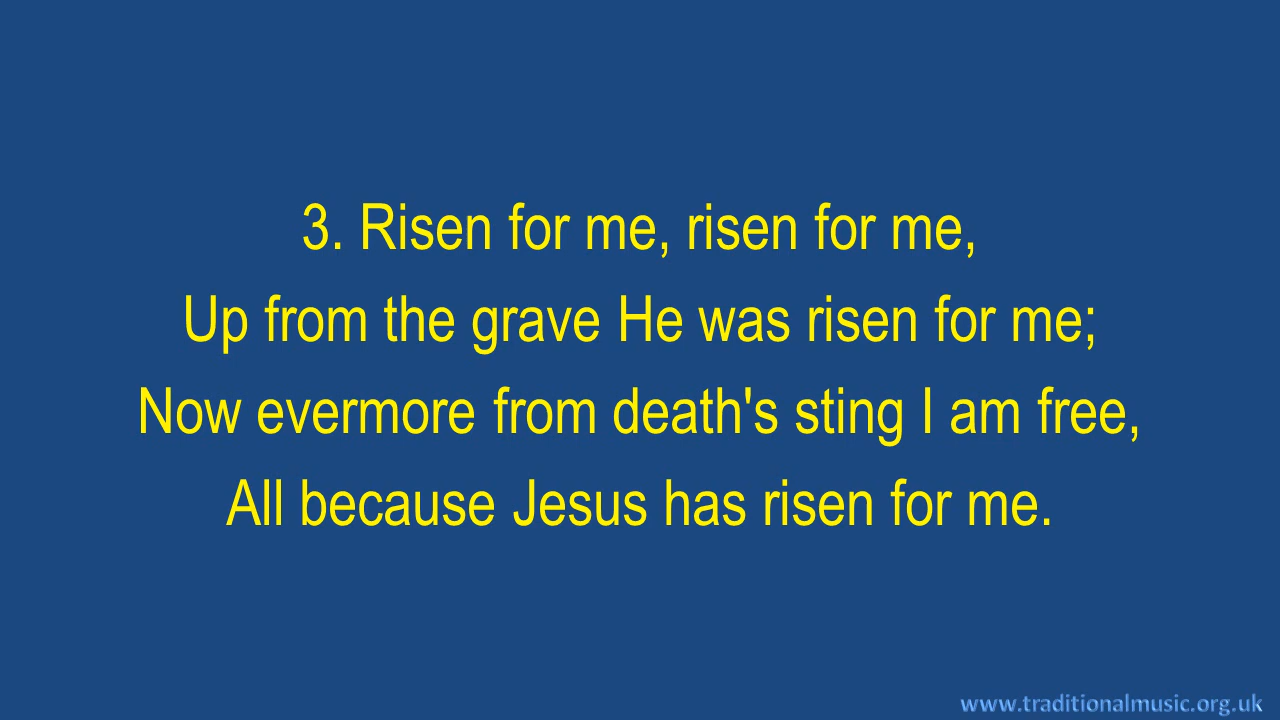 3. Risen for me, risen for me,
Up from the grave He was risen for me;
Now evermore from death's sting I am free,
All because Jesus has risen for me.
www.traditionalmusic.org.uk